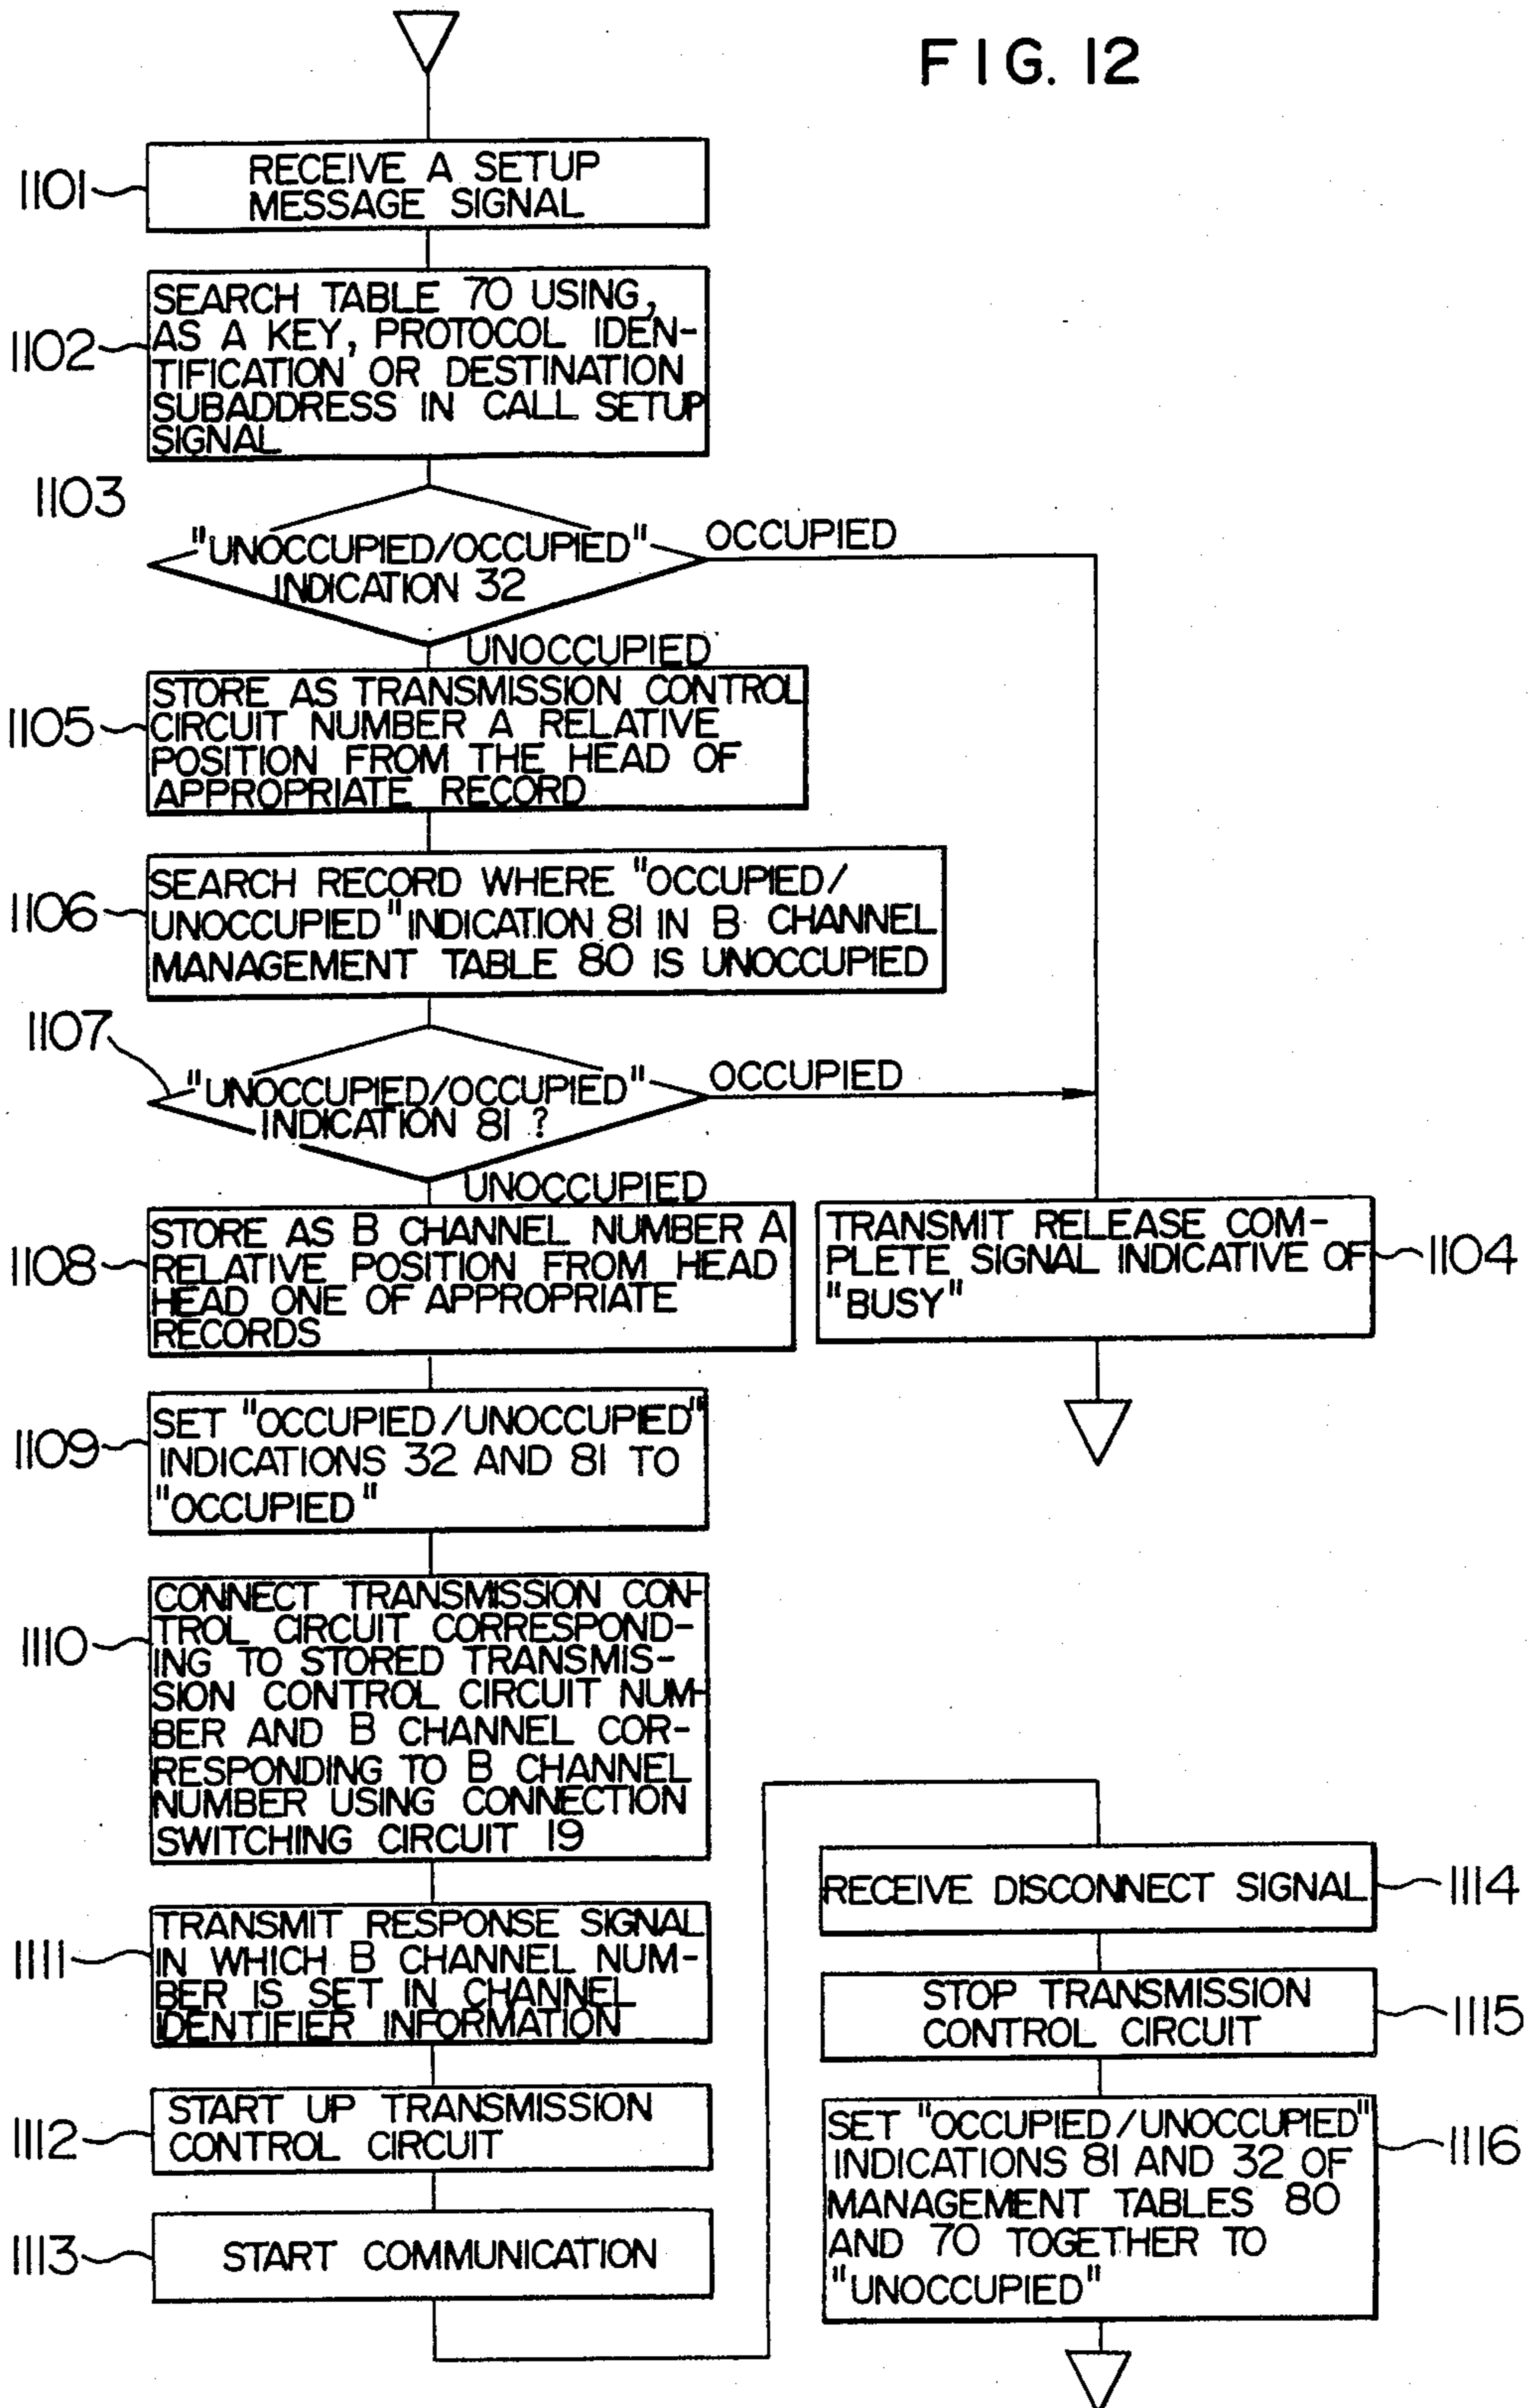 FIG. 12
1101
RECEIVE A SETUP
MESSAGE SIGNAL
1102
SEARCH TABLE 70 USING,
AS A KEY, PROTOCOL IDEN-
TIFICATION OR DESTINATION
SUBADDRESS IN CALL SETUP
SIGNAL
1103
"UNOCCUPIED/OCCUPIED"
INDICATION 32
OCCUPIED
UNOCCUPIED
1105
STORE AS TRANSMISSION CONTROL
CIRCUIT NUMBER A RELATIVE
POSITION FROM THE HEAD OF
APPROPRIATE RECORD
1106
SEARCH RECORD WHERE "OCCUPIED/
UNOCCUPIED" INDICATION 81 IN B CHANNEL
MANAGEMENT TABLE 80 IS UNOCCUPIED
1107
"UNOCCUPIED/OCCUPIED"
INDICATION 81 ?
OCCUPIED
UNOCCUPIED
1108
STORE AS B CHANNEL NUMBER A
RELATIVE POSITION FROM HEAD
HEAD ONE OF APPROPRIATE
RECORDS
TRANSMIT RELEASE COM-
PLETE SIGNAL INDICATIVE OF
"BUSY"
1104
1109
SET "OCCUPIED/UNOCCUPIED"
INDICATIONS 32 AND 81 TO
"OCCUPIED"
1110
CONNECT TRANSMISSION CON-
TROL CIRCUIT CORRESPOND-
ING TO STORED TRANSMIS-
SION CONTROL CIRCUIT NUM-
BER AND B CHANNEL COR-
RESPONDING TO B CHANNEL
NUMBER USING CONNECTION
SWITCHING CIRCUIT 19
1111
TRANSMIT RESPONSE SIGNAL
IN WHICH B CHANNEL NUM-
BER IS SET IN CHANNEL
IDENTIFIER INFORMATION
1112
START UP TRANSMISSION
CONTROL CIRCUIT
1113
START COMMUNICATION
RECEIVE DISCONNECT SIGNAL
1114
STOP TRANSMISSION
CONTROL CIRCUIT
1115
SET "OCCUPIED/UNOCCUPIED"
INDICATIONS 81 AND 32 OF
MANAGEMENT TABLES 80
AND 70 TOGETHER TO
"UNOCCUPIED"
1116